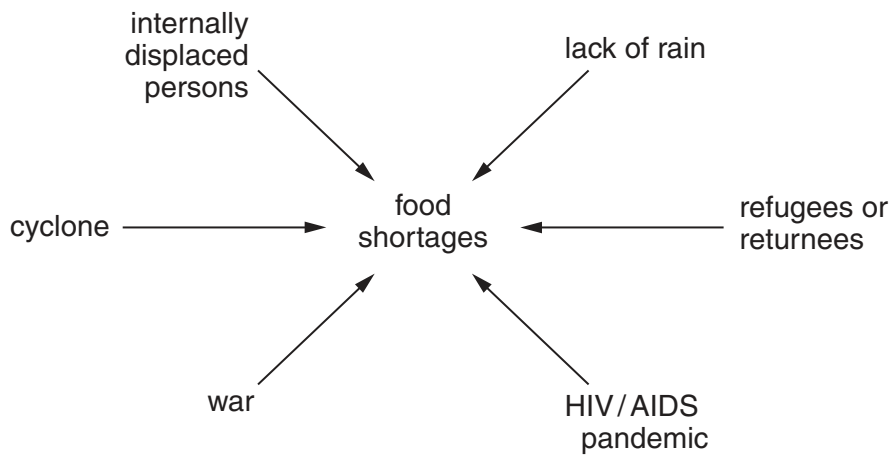 internally
displaced
persons
lack of rain
cyclone
food
shortages
refugees or
returnees
war
HIV/AIDS
pandemic